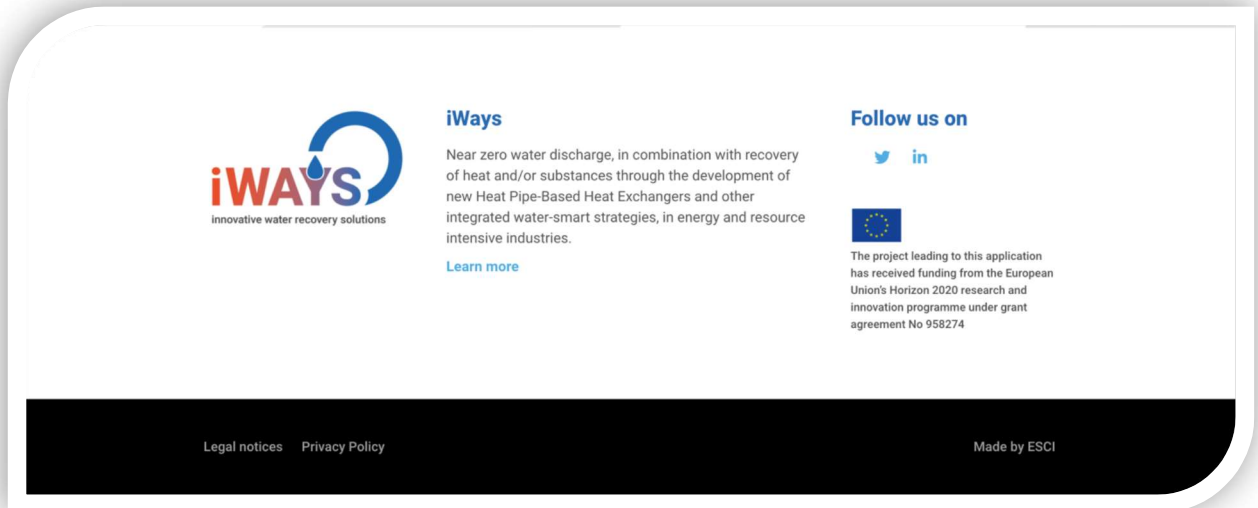 iWAYS
innovative water recovery solutions
iWays
Near zero water discharge, in combination with recovery
of heat and/or substances through the development of
new Heat Pipe-Based Heat Exchangers and other
integrated water-smart strategies, in energy and resource
intensive industries.
Learn more
Follow us on
The project leading to this application
has received funding from the European
Union's Horizon 2020 research and
innovation programme under grant
agreement No 958274
Legal notices Privacy Policy
Made by ESCI